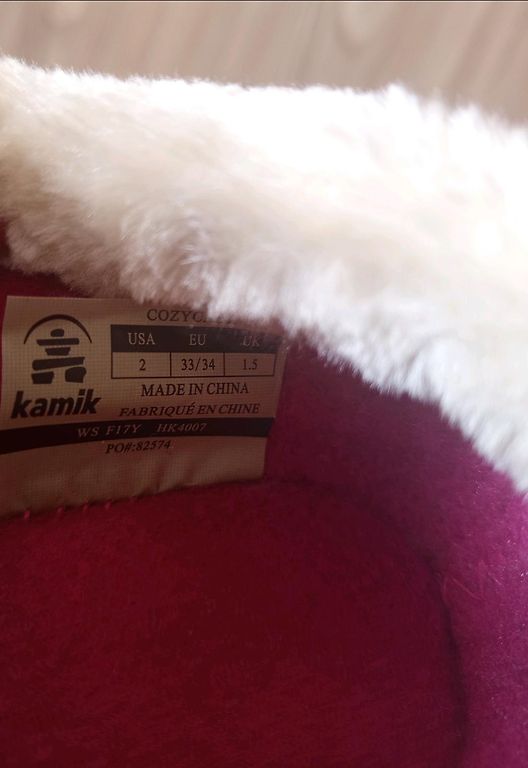 USA EU UK
2 33/34 1.5
MADE IN CHINA
FABRIQUÉ EN CHINE
kamik
WS F17Y HK4007
PO#:82574